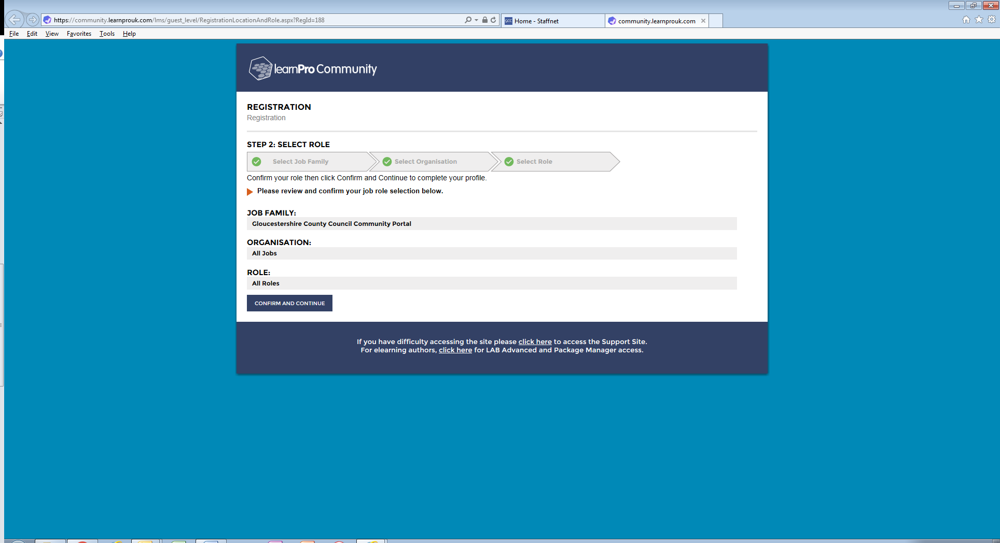 https://community.learnprouk.com/lms/guest_level/RegistrationLocationAndRole.aspx?RegId=188
GCC Home - Staffnet
community.learnprouk.com
File Edit View Favorites Tools Help
learnPro Community
REGISTRATION
Registration
STEP 2: SELECT ROLE
Select Job Family
Select Organisation
Select Role
Confirm your role then click Confirm and Continue to complete your profile.
Please review and confirm your job role selection below.
JOB FAMILY:
Gloucestershire County Council Community Portal
ORGANISATION:
All Jobs
ROLE:
All Roles
CONFIRM AND CONTINUE
If you have difficulty accessing the site please click here to access the Support Site.
For elearning authors, click here for LAB Advanced and Package Manager access.